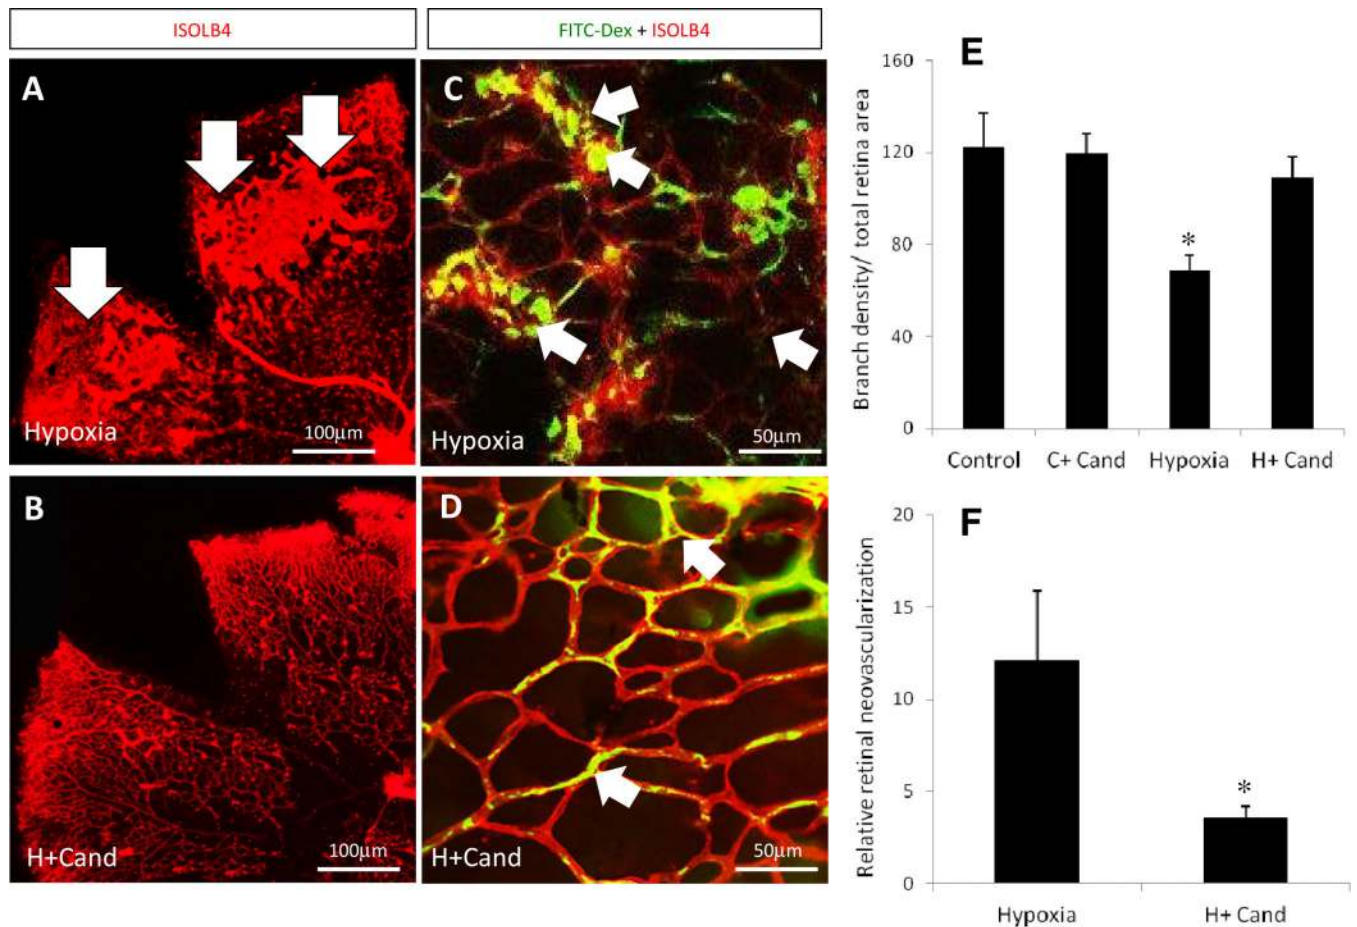 ISOLB4
FITC-Dex + ISOLB4
A
Hypoxia
100μm
C
Hypoxia
50μm
B
H+Cand
100μm
D
H+Cand
50μm
E
Branch density/ total retina area
160
120
80
40
0
*
Control C+ Cand Hypoxia H+ Cand
F
Relative retinal neovascularization
20
15
10
5
0
*
Hypoxia H+ Cand